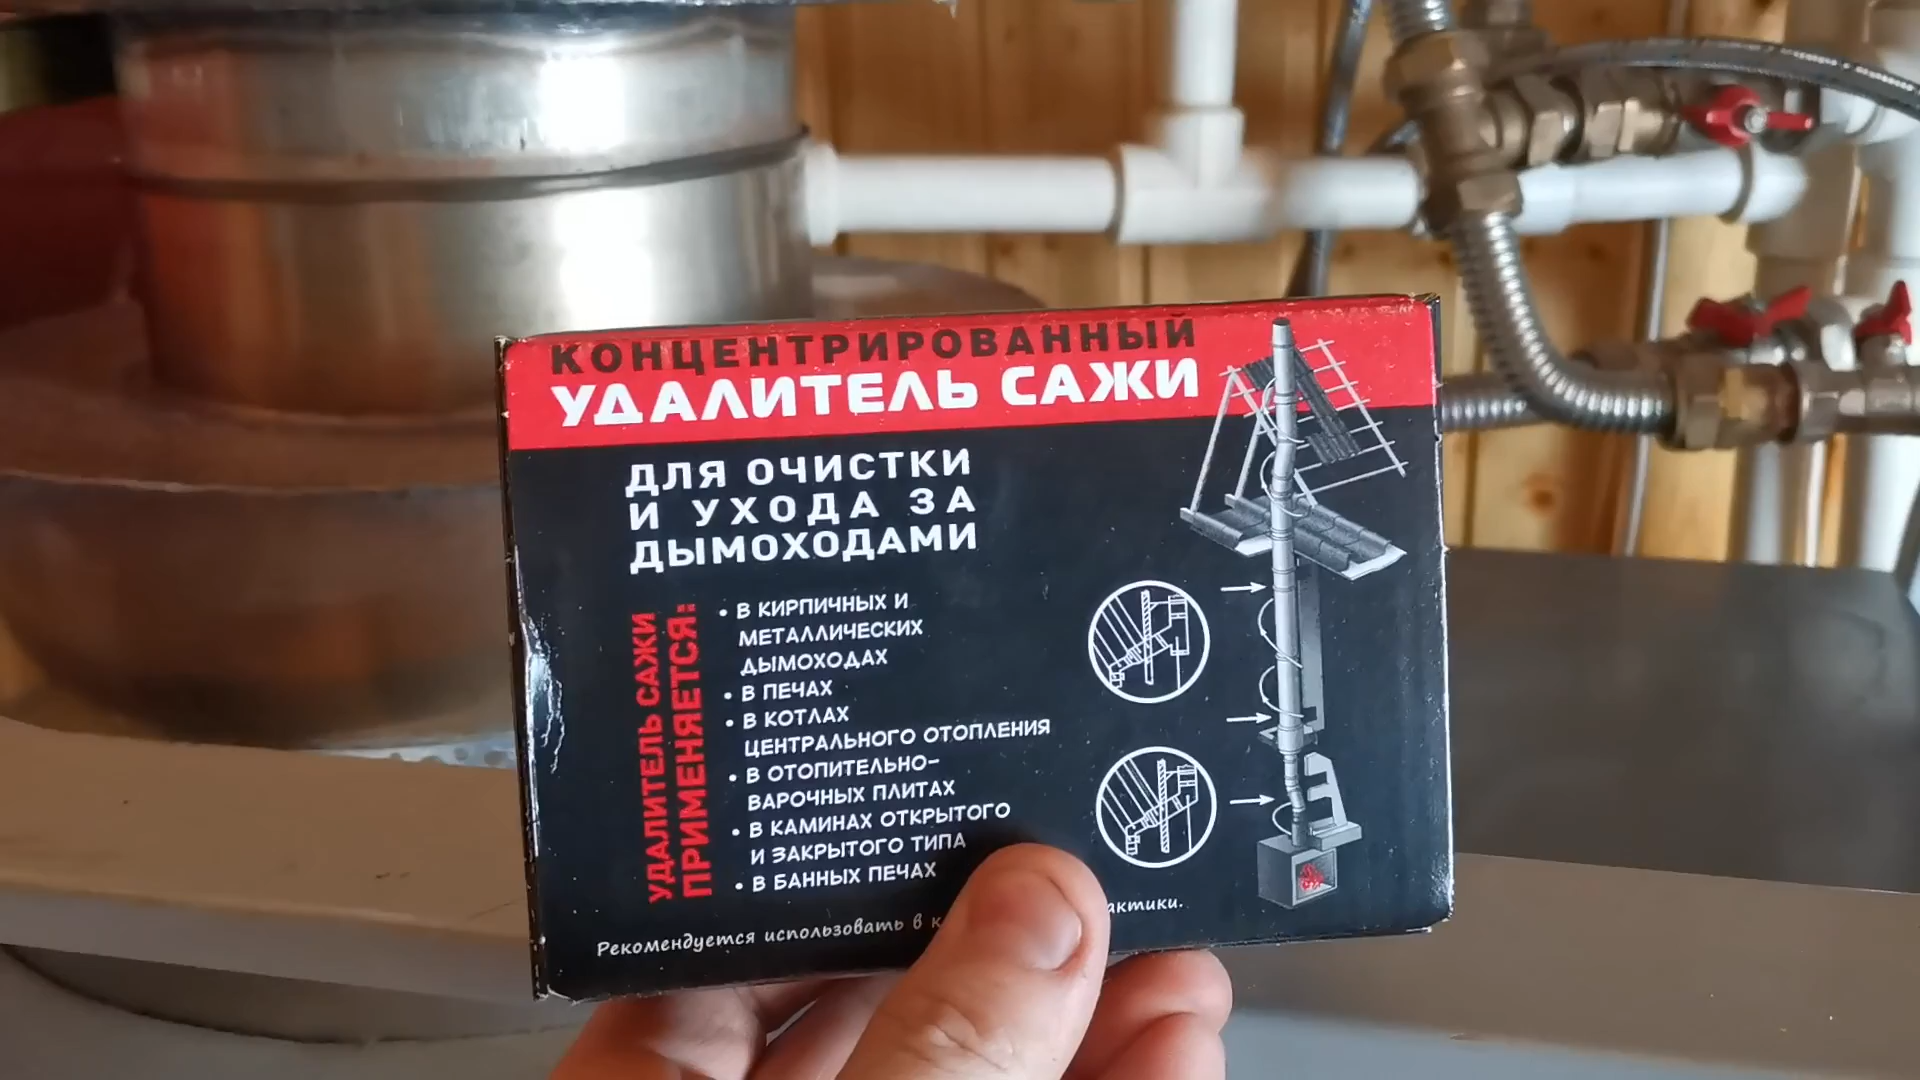 КОНЦЕНТРИРОВАННЫЙ
УДАЛИТЕЛЬ САЖИ
ДЛЯ ОЧИСТКИ
И УХОДА ЗА
ДЫМОХОДАМИ
УДАЛИТЕЛЬ САЖИ
ПРИМЕНЯЕТСЯ:
• В КИРПИЧНЫХ И
МЕТАЛЛИЧЕСКИХ
ДЫМОХОДАХ
• В ПЕЧАХ
• В КОТЛАХ
ЦЕНТРАЛЬНОГО ОТОПЛЕНИЯ
• В ОТОПИТЕЛЬНО-
ВАРОЧНЫХ ПЛИТАХ
• В КАМИНАХ ОТКРЫТОГО
И ЗАКРЫТОГО ТИПА
• В БАННЫХ ПЕЧАХ
Рекомендуется использовать в